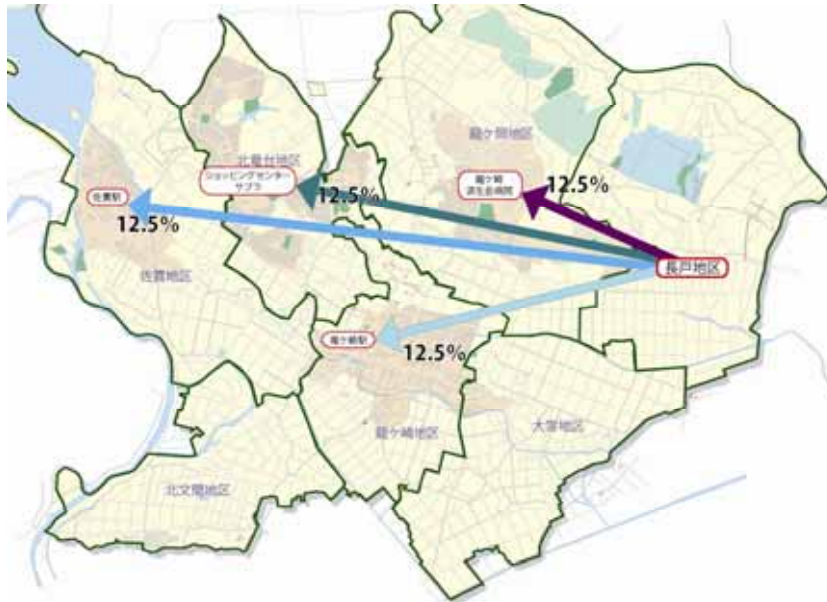 龍ケ岡地区
北竜台地区
ショッピングセンター
サプラ
龍ケ崎
済生会病院
12.5%
12.5%
佐貫駅
12.5%
長戸地区
佐貫地区
竜ケ崎駅
12.5%
龍ケ崎地区
大宮地区
北文間地区